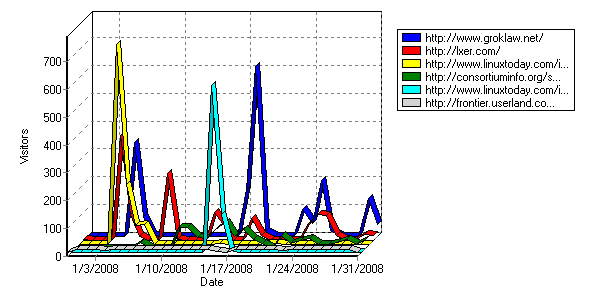 700
600
500
400
300
200
100
0
Visitors
1/3/2008 1/10/2008 1/17/2008 1/24/2008 1/31/2008
Date
http://www.groklaw.net/
http://lxer.com/
http://www.linuxtoday.com/i...
http://consortiuminfo.org/s...
http://www.linuxtoday.com/i...
http://frontier.userland.co...